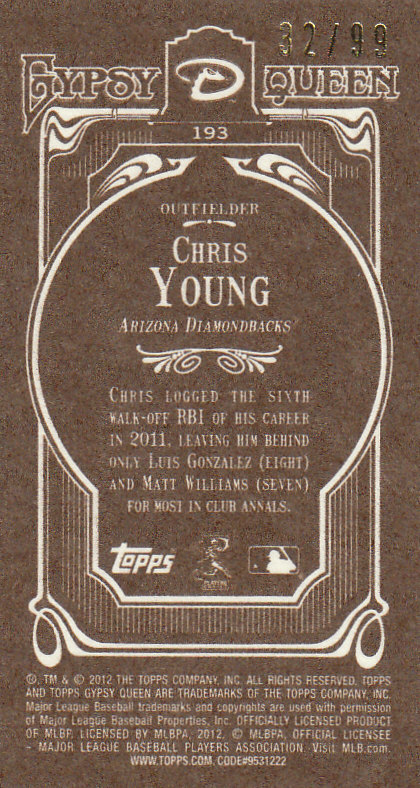 32/99
GYPSY D QUEEN
193
OUTFIELDER
CHRIS
YOUNG
ARIZONA DIAMONDBACKS®
CHRIS LOGGED THE SIXTH
WALK-OFF RBI OF HIS CAREER
IN 2011, LEAVING HIM BEHIND
ONLY LUIS GONZALEZ (EIGHT)
AND MATT WILLIAMS (SEVEN)
FOR MOST IN CLUB ANNALS.
topps
®, TM & © 2012 THE TOPPS COMPANY, INC. ALL RIGHTS RESERVED. TOPPS
AND TOPPS GYPSY QUEEN ARE TRADEMARKS OF THE TOPPS COMPANY, INC.
Major League Baseball trademarks and copyrights are used with permission
of Major League Baseball Properties, Inc. OFFICIALLY LICENSED PRODUCT
OF MLBP. LICENSED BY MLBPA, 2012. © MLBPA, OFFICIAL LICENSEE
- MAJOR LEAGUE BASEBALL PLAYERS ASSOCIATION. Visit MLB.com.
WWW.TOPPS.COM. CODE#9531222